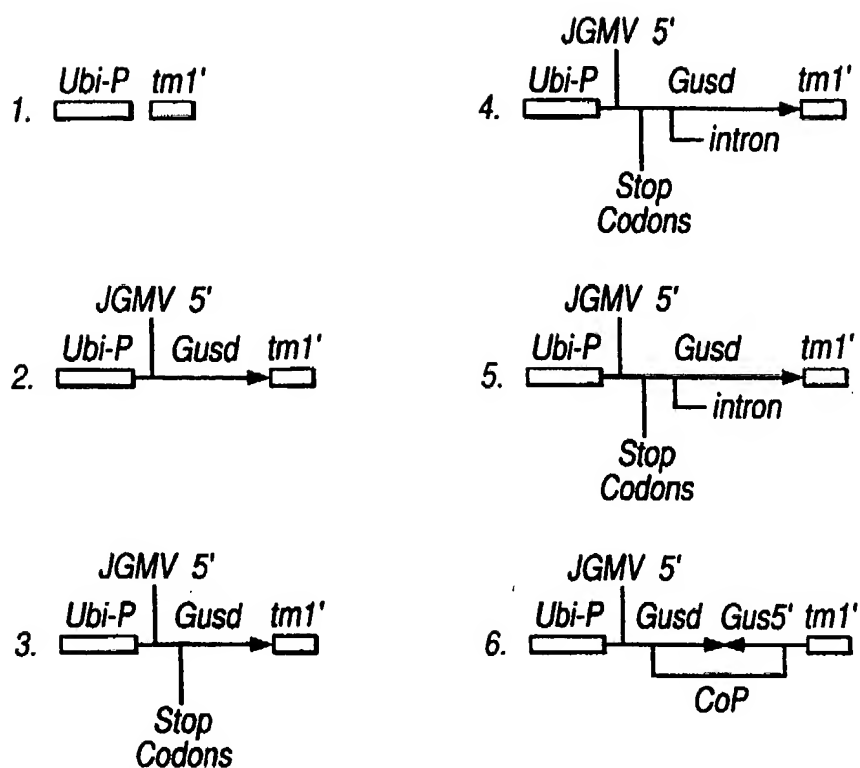 1.
Ubi-P tm1'
2.
JGMV 5'
Ubi-P Gusd tm1'
3.
JGMV 5'
Ubi-P Gusd tm1'
Stop
Codons
4.
JGMV 5'
Ubi-P Gusd tm1'
intron
Stop
Codons
5.
JGMV 5'
Ubi-P Gusd tm1'
intron
Stop
Codons
6.
JGMV 5'
Ubi-P Gusd Gus5' tm1'
CoP